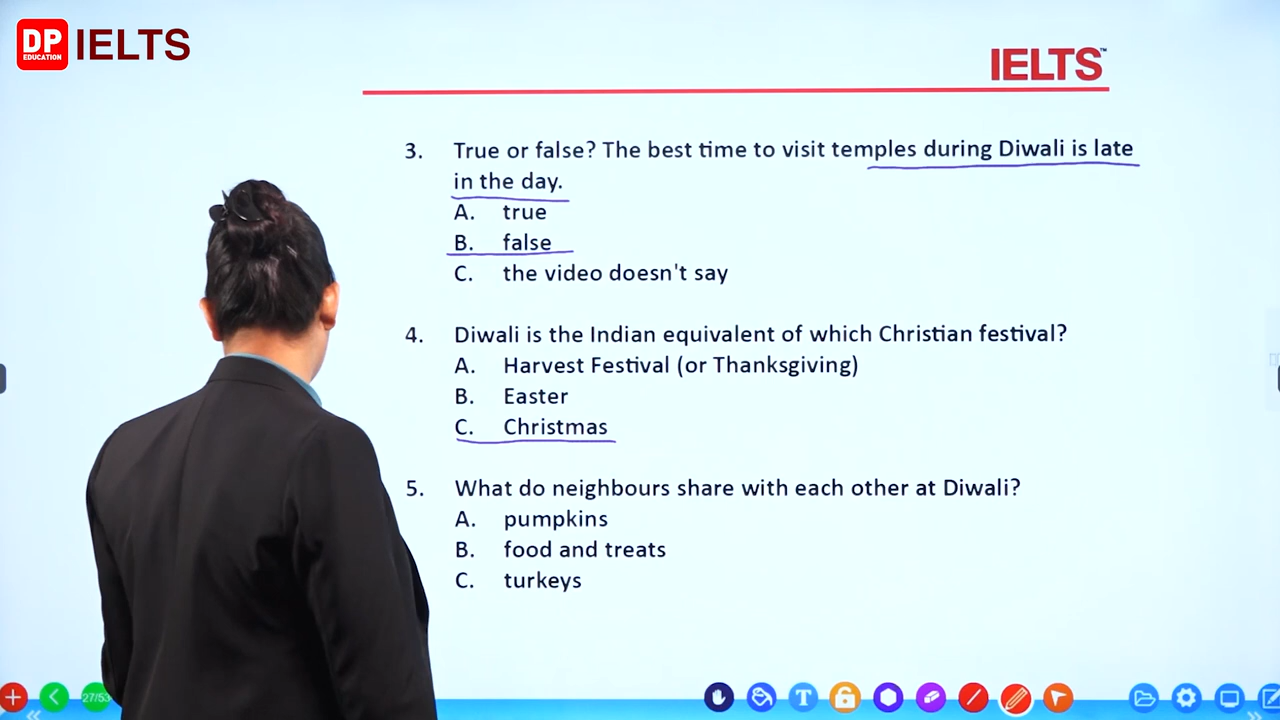 DP
EDUCATION
IELTS
IELTS™
3. True or false? The best time to visit temples during Diwali is late
in the day.
A. true
B. false
C. the video doesn't say
4. Diwali is the Indian equivalent of which Christian festival?
A. Harvest Festival (or Thanksgiving)
B. Easter
C. Christmas
5. What do neighbours share with each other at Diwali?
A. pumpkins
B. food and treats
C. turkeys
27/53